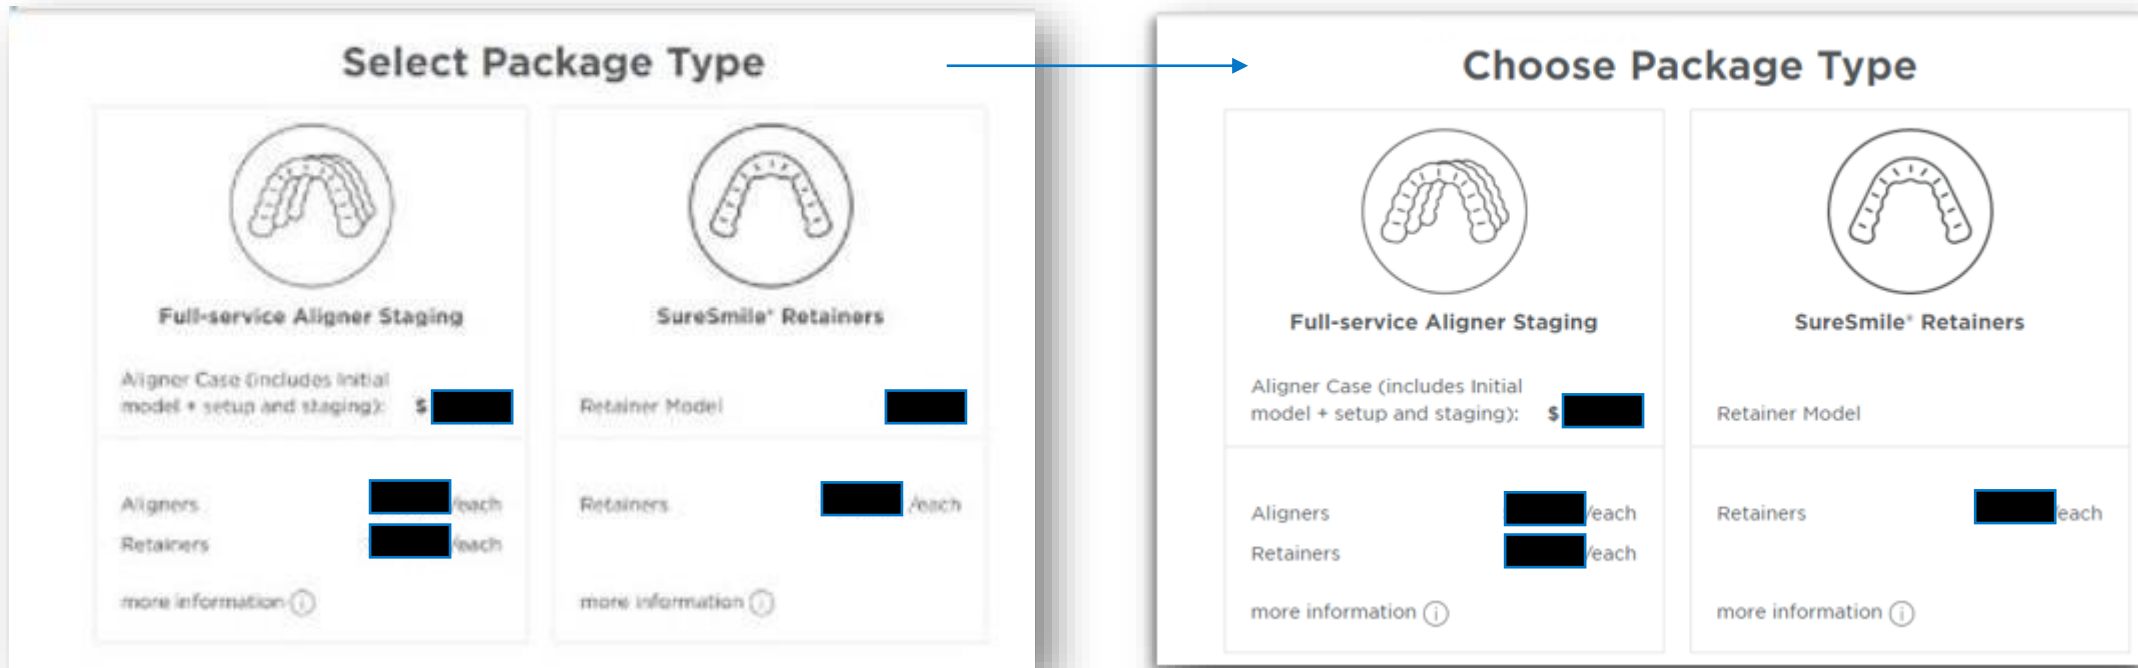 Select Package Type
Full-service Aligner Staging
Aligner Case (includes Initial
model + setup and staging): $
Aligners /each
Retainers /each
more information
SureSmile® Retainers
Retainer Model
Retainers /each
more information
Choose Package Type
Full-service Aligner Staging
Aligner Case (includes Initial
model + setup and staging): $
Aligners /each
Retainers /each
more information
SureSmile® Retainers
Retainer Model
Retainers /each
more information